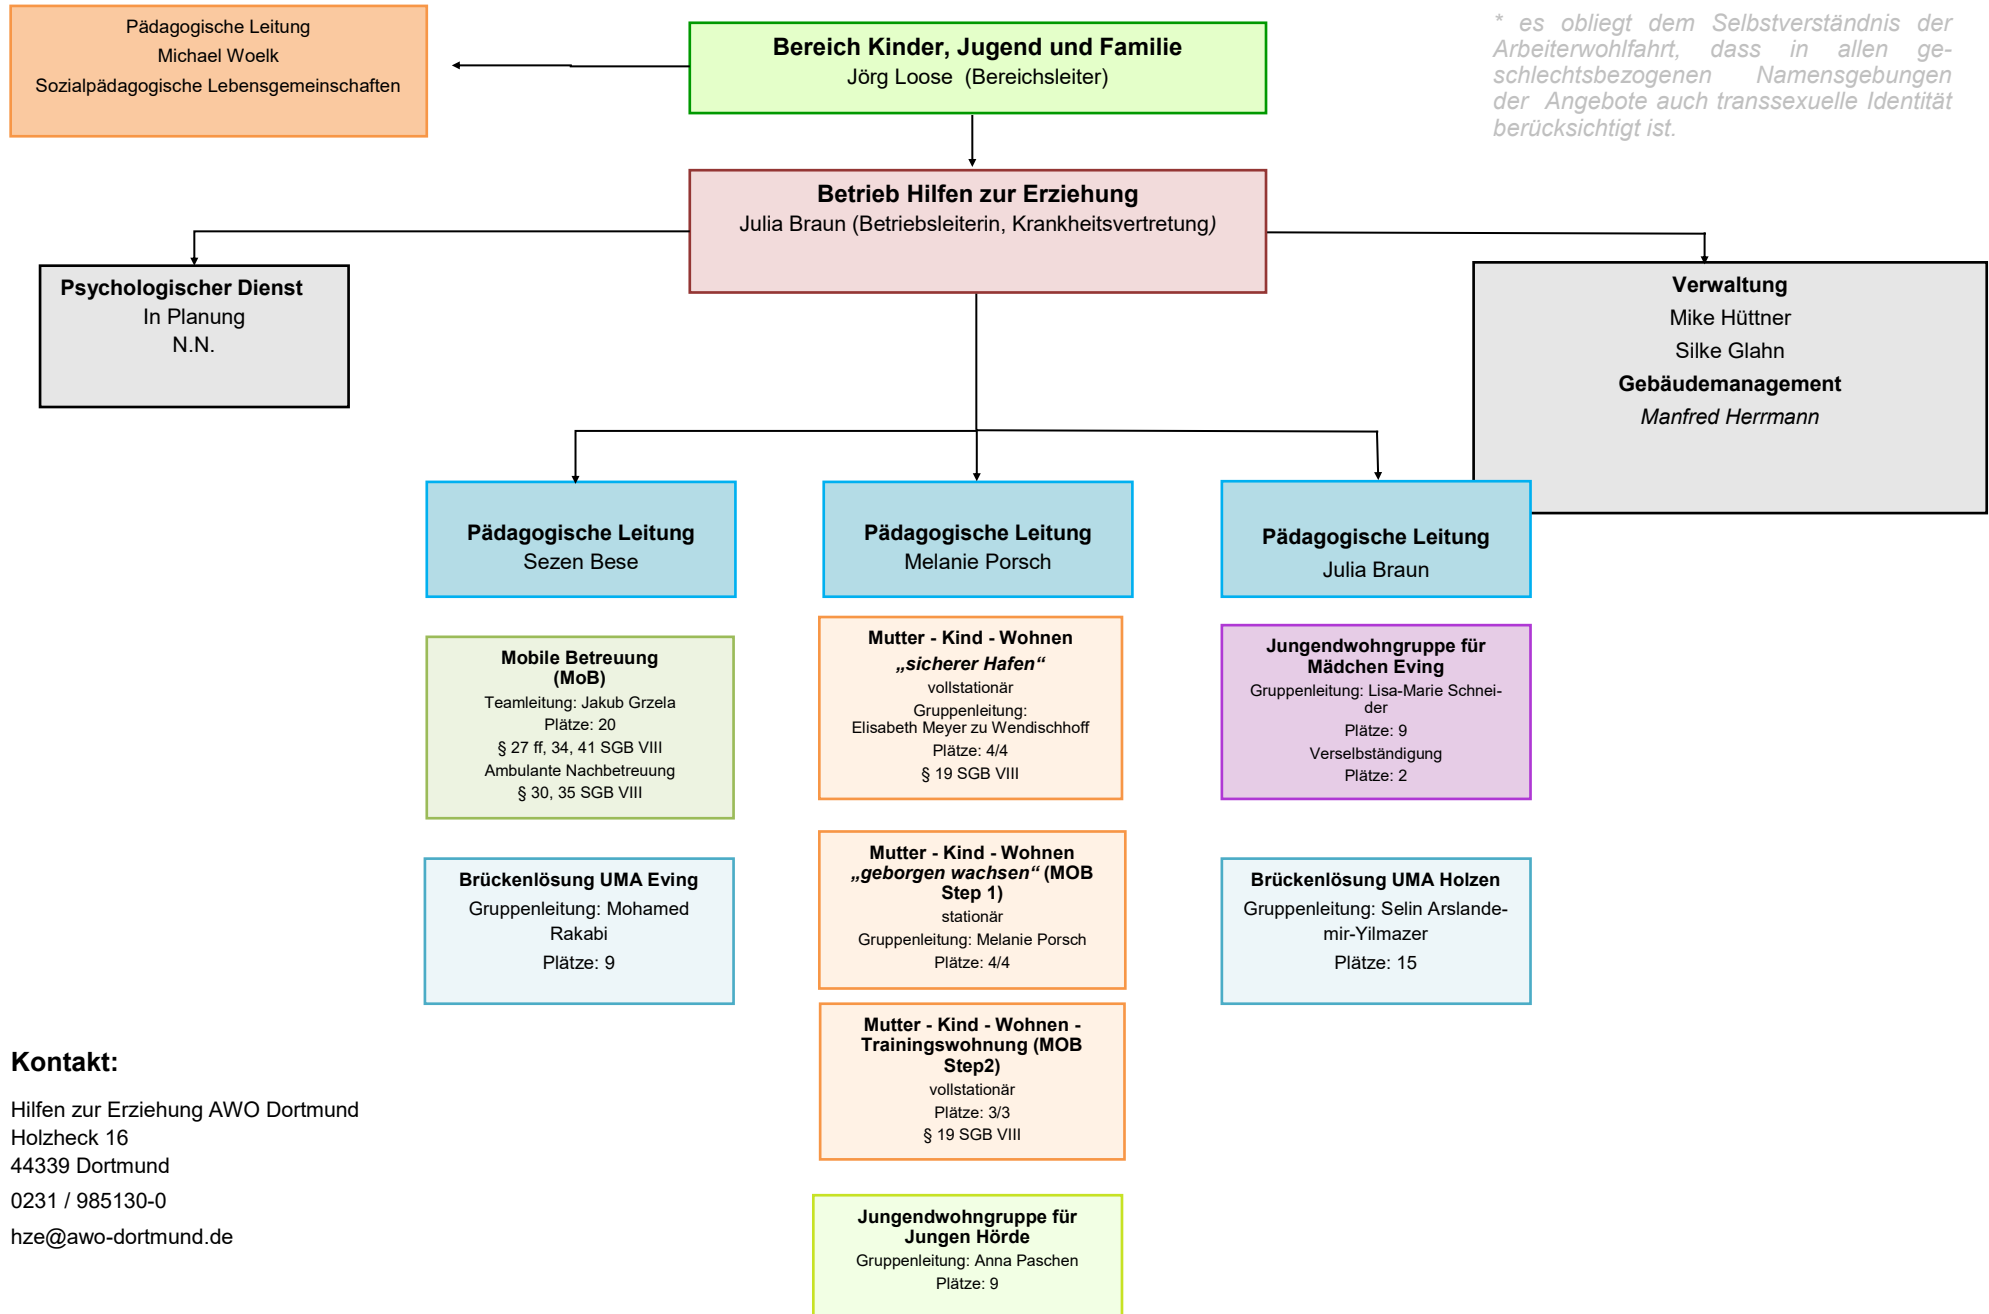 Pädagogische Leitung
Michael Woelk
Sozialpädagogische Lebensgemeinschaften
Bereich Kinder, Jugend und Familie
Jörg Loose  (Bereichsleiter)
* es obliegt dem Selbstverständnis der
Arbeiterwohlfahrt, dass in allen ge-
schlechtsbezogenen Namensgebungen
der Angebote auch transsexuelle Identität
berücksichtigt ist.
Betrieb Hilfen zur Erziehung
Julia Braun (Betriebsleiterin, Krankheitsvertretung)
Psychologischer Dienst
In Planung
N.N.
Verwaltung
Mike Hüttner
Silke Glahn
Gebäudemanagement
Manfred Herrmann
Pädagogische Leitung
Sezen Bese
Pädagogische Leitung
Melanie Porsch
Pädagogische Leitung
Julia Braun
Mobile Betreuung
(MoB)
Teamleitung: Jakub Grzela
Plätze: 20
§ 27 ff, 34, 41 SGB VIII
Ambulante Nachbetreuung
§ 30, 35 SGB VIII
Mutter - Kind - Wohnen
„sicherer Hafen“
vollstationär
Gruppenleitung:
Elisabeth Meyer zu Wendischhoff
Plätze: 4/4
§ 19 SGB VIII
Jungendwohngruppe für
Mädchen Eving
Gruppenleitung: Lisa-Marie Schnei-
der
Plätze: 9
Verselbständigung
Plätze: 2
Brückenlösung UMA Eving
Gruppenleitung: Mohamed
Rakabi
Plätze: 9
Mutter - Kind - Wohnen
„geborgen wachsen“ (MOB
Step 1)
stationär
Gruppenleitung: Melanie Porsch
Plätze: 4/4
Brückenlösung UMA Holzen
Gruppenleitung: Selin Arslande-
mir-Yilmazer
Plätze: 15
Mutter - Kind - Wohnen -
Trainingswohnung (MOB
Step2)
vollstationär
Plätze: 3/3
§ 19 SGB VIII
Jungendwohngruppe für
Jungen Hörde
Gruppenleitung: Anna Paschen
Plätze: 9
Kontakt:
Hilfen zur Erziehung AWO Dortmund
Holzheck 16
44339 Dortmund
0231 / 985130-0
hze@awo-dortmund.de